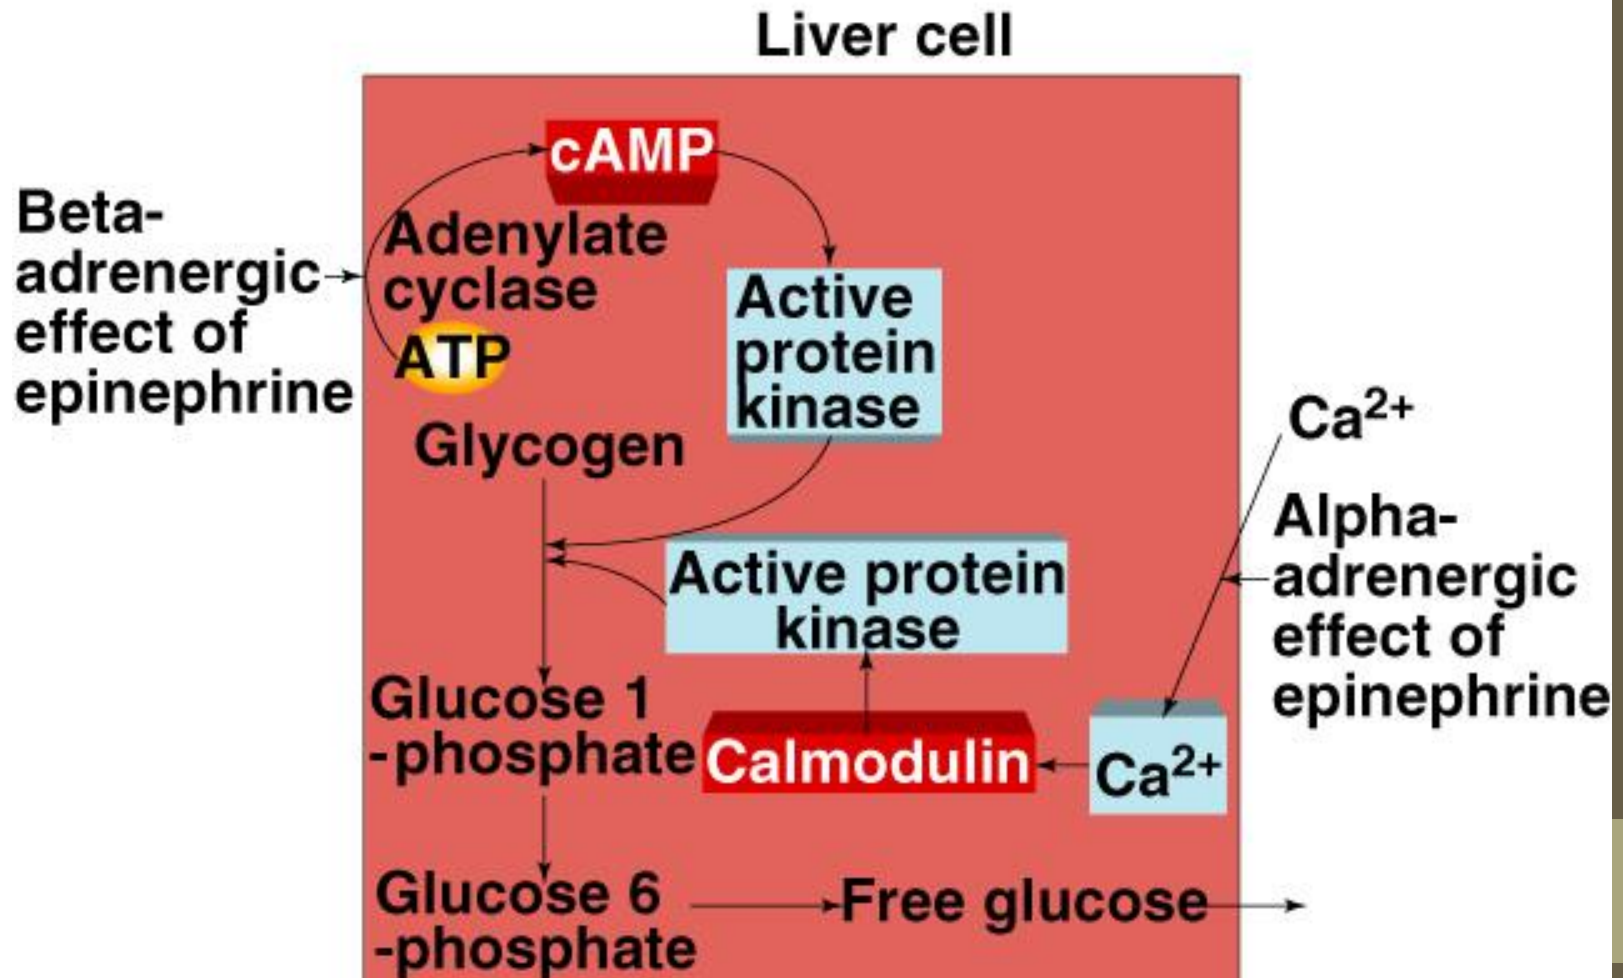 Liver cell
cAMP
Beta-
adrenergic
effect of
epinephrine
Adenylate
cyclase
ATP
Active
protein
kinase
Glycogen
Ca²⁺
Alpha-
adrenergic
effect of
epinephrine
Active protein
kinase
Glucose 1
-phosphate
Calmodulin
Ca²⁺
Glucose 6
-phosphate
Free glucose